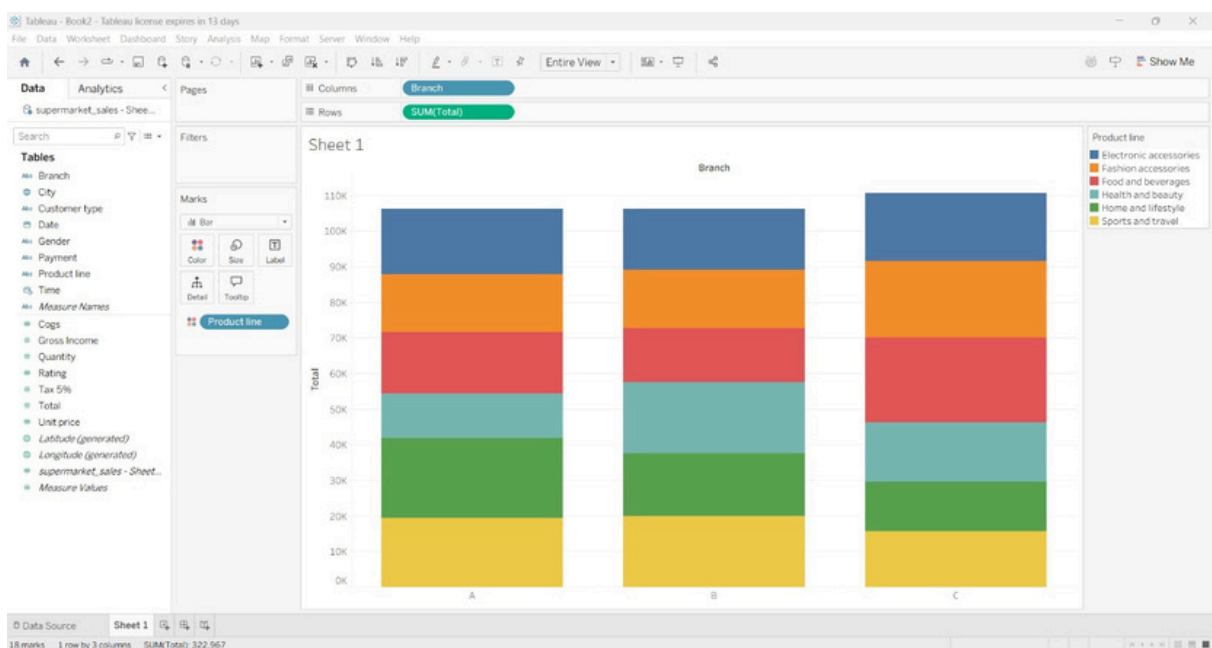 Tableau - Book2 - Tableau license expires in 13 days
File Data Worksheet Dashboard Story Analysis Map Format Server Window Help
Entire View
Show Me
Data Analytics
supermarket_sales - Shee...
Search
Tables
Abc Branch
City
Abc Customer type
Date
Abc Gender
Abc Payment
Abc Product line
Time
Abc Measure Names
Cogs
Gross Income
Quantity
Rating
Tax 5%
Total
Unit price
Latitude (generated)
Longitude (generated)
supermarket_sales - Sheet...
Measure Values
Pages
Filters
Marks
Bar
Color Size Label
Detail Tooltip
Product line
Columns Branch
Rows SUM(Total)
Sheet 1
Branch
110K
100K
90K
80K
70K
60K
50K
40K
30K
20K
10K
0K
Total
A B C
Product line
Electronic accessories
Fashion accessories
Food and beverages
Health and beauty
Home and lifestyle
Sports and travel
Data Source Sheet 1
18 marks 1 row by 3 columns SUM(Total): 322,967